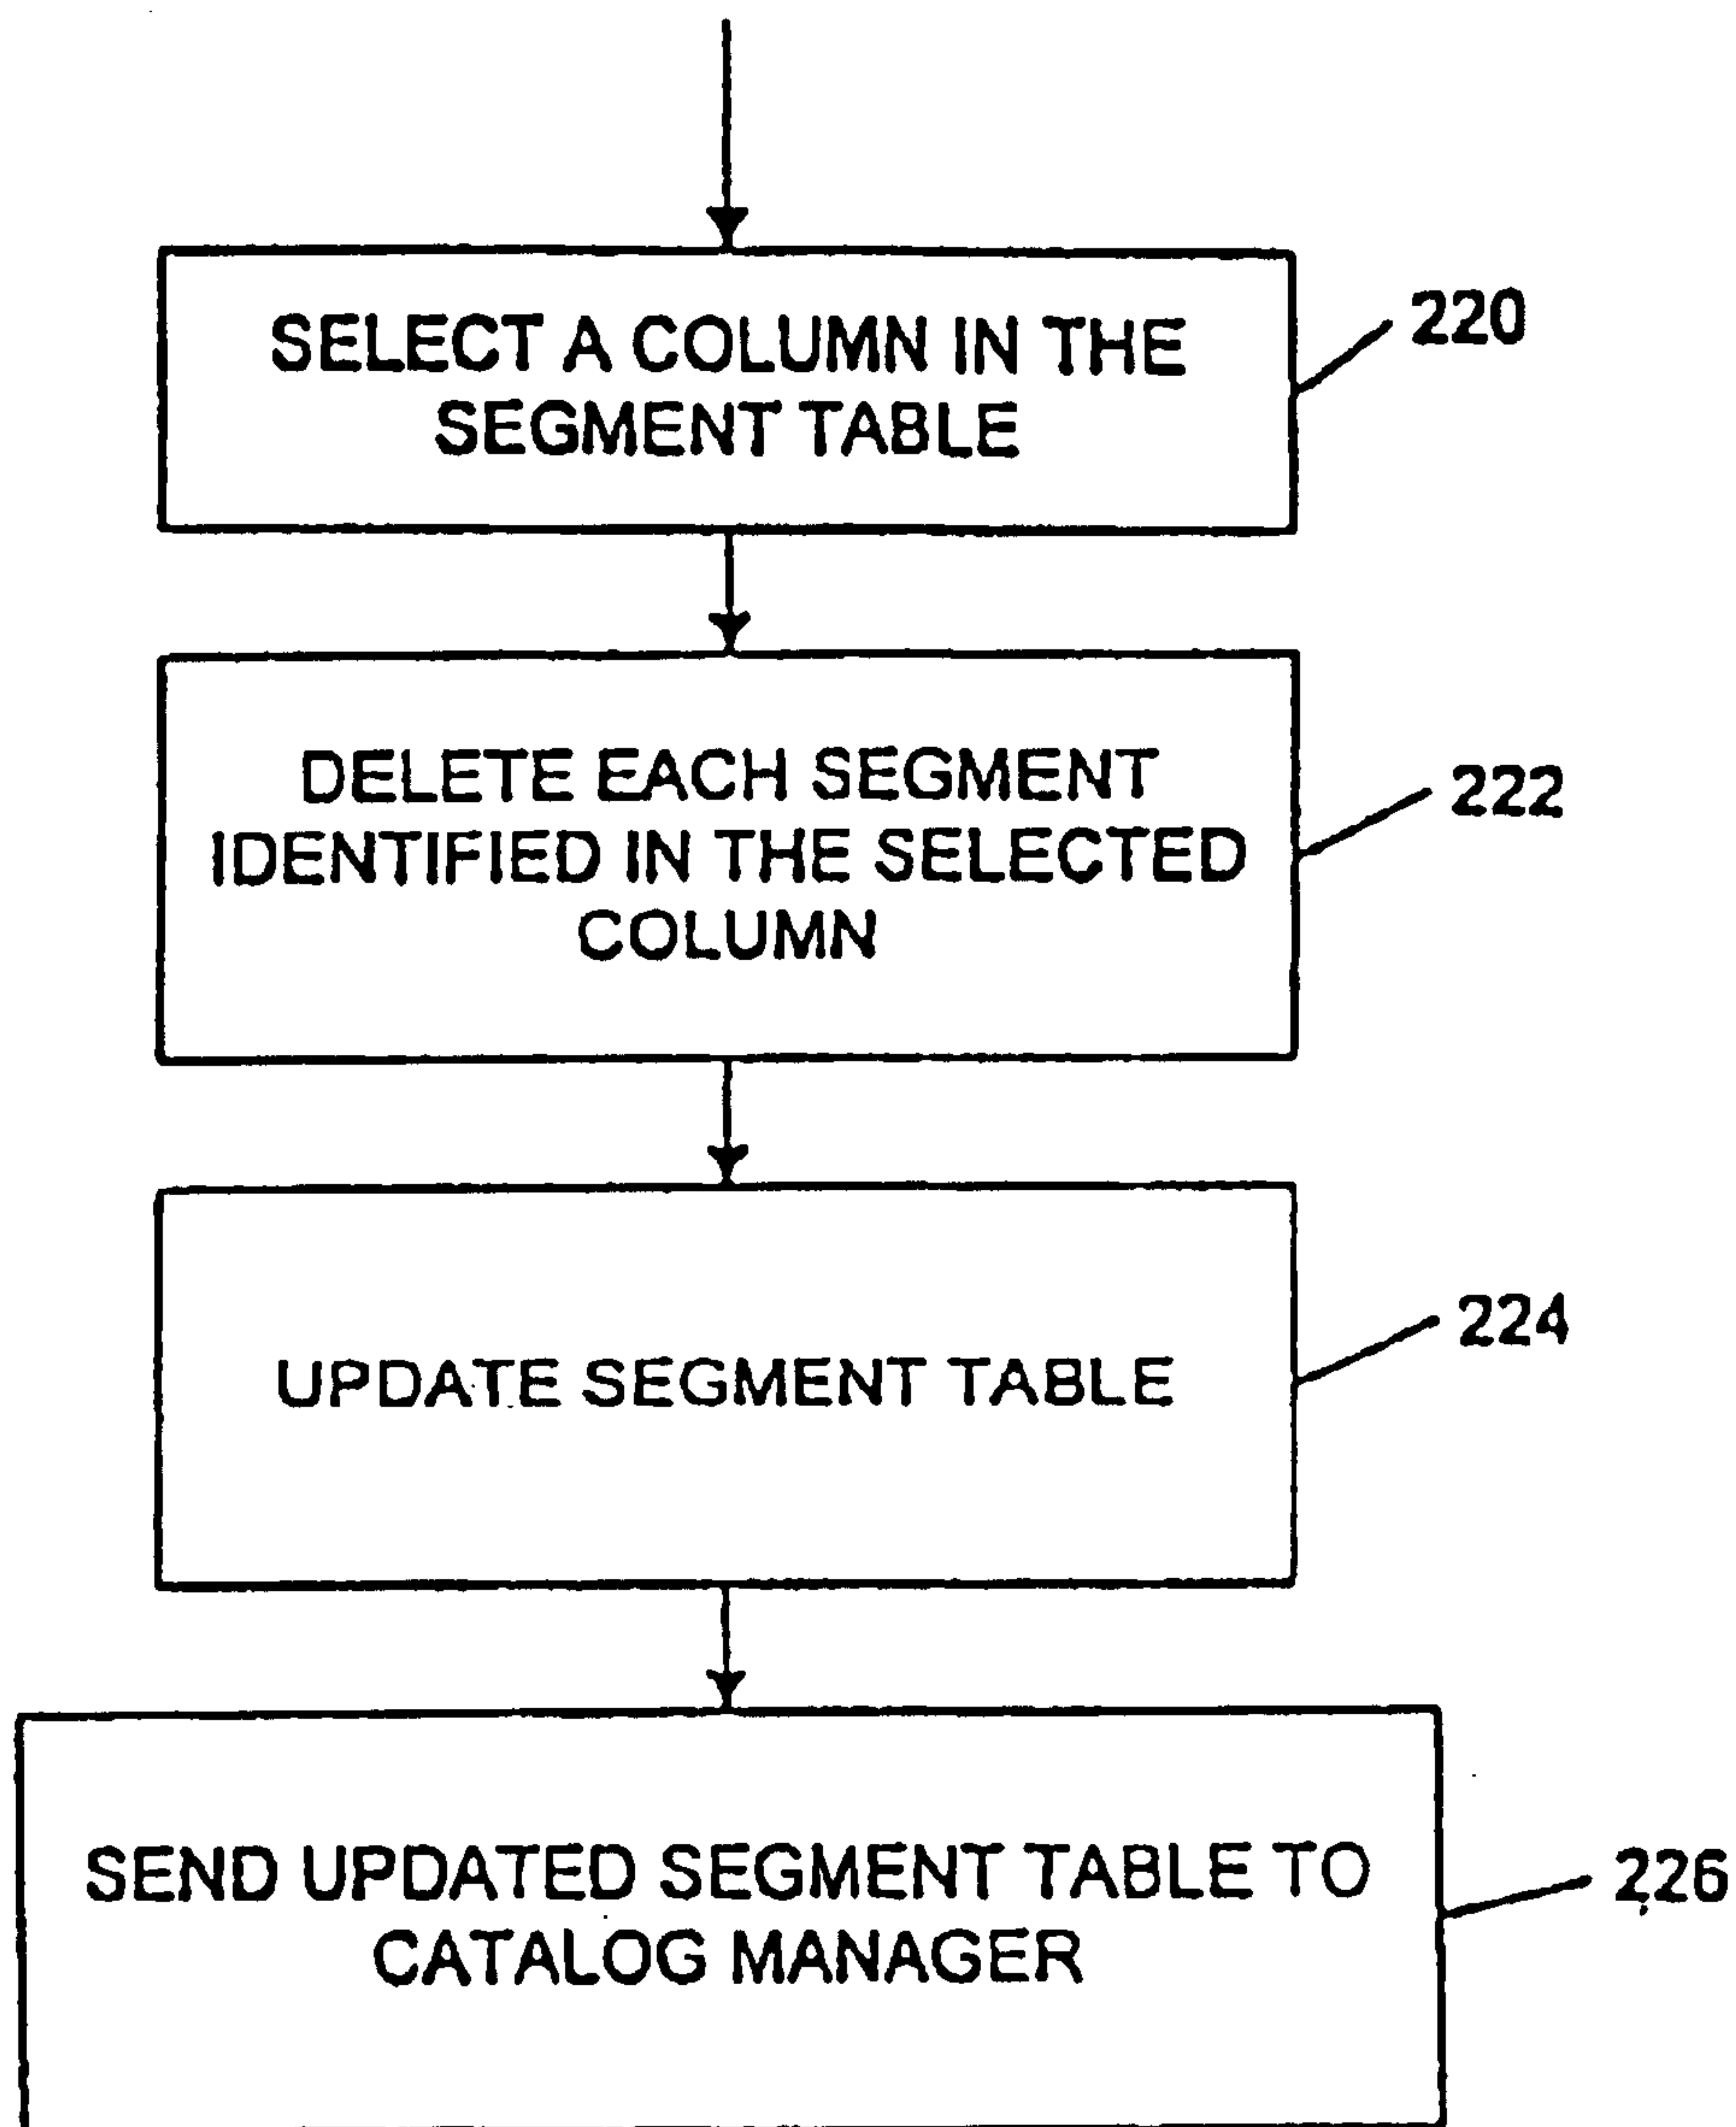 SELECT A COLUMN IN THE
SEGMENT TABLE
220
DELETE EACH SEGMENT
IDENTIFIED IN THE SELECTED
COLUMN
222
UPDATE SEGMENT TABLE
224
SEND UPDATED SEGMENT TABLE TO
CATALOG MANAGER
226